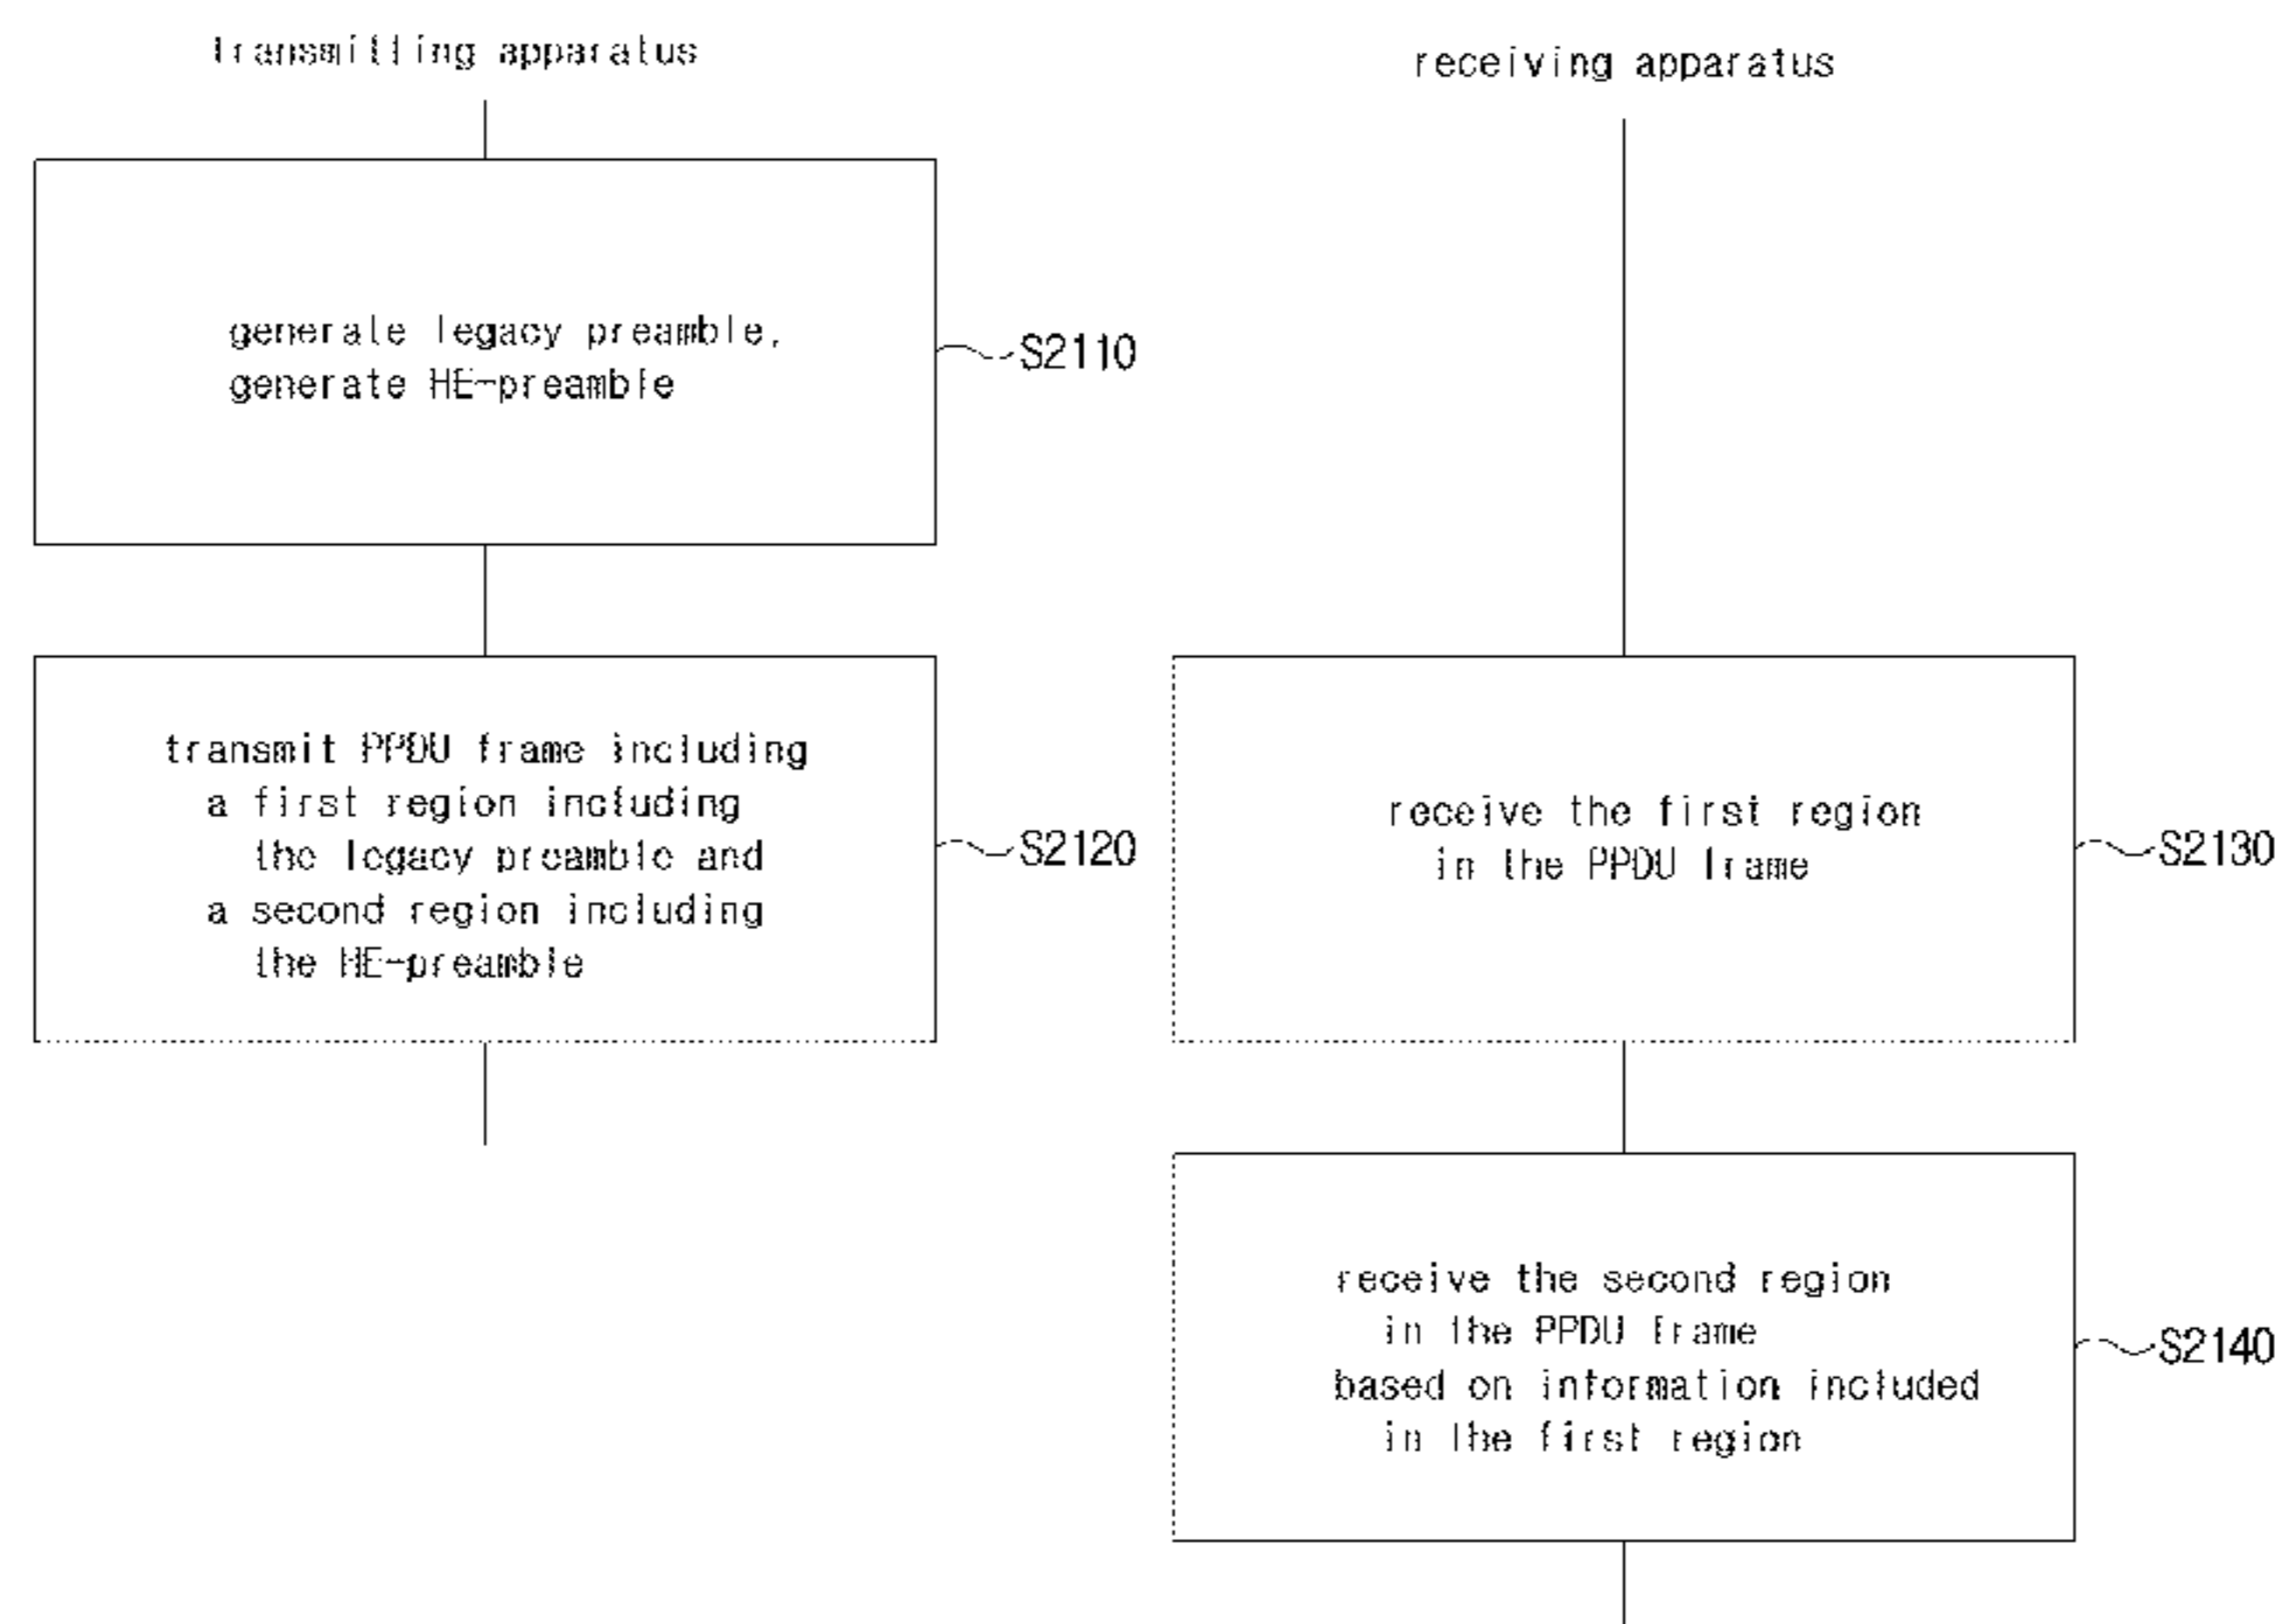 transmitting apparatus
receiving apparatus
generate legacy preamble,
generate HE-preamble
S2110
transmit PPDU frame including
a first region including
the legacy preamble and
a second region including
the HE-preamble
S2120
receive the first region
in the PPDU frame
S2130
receive the second region
in the PPDU frame
based on information included
in the first region
S2140